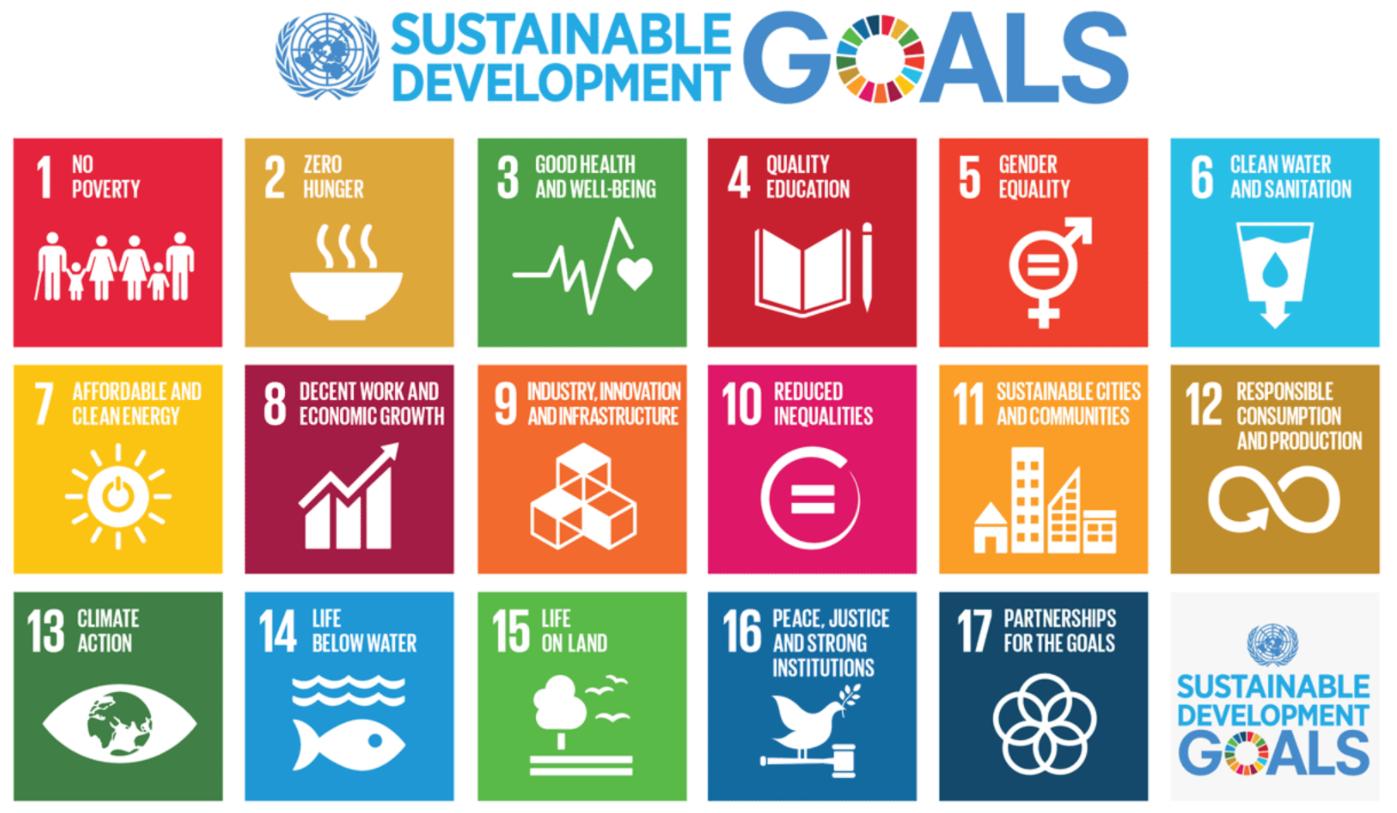 SUSTAINABLE
DEVELOPMENT
GOALS
1 NO
POVERTY
2 ZERO
HUNGER
3 GOOD HEALTH
AND WELL-BEING
4 QUALITY
EDUCATION
5 GENDER
EQUALITY
6 CLEAN WATER
AND SANITATION
7 AFFORDABLE AND
CLEAN ENERGY
8 DECENT WORK AND
ECONOMIC GROWTH
9 INDUSTRY, INNOVATION
AND INFRASTRUCTURE
10 REDUCED
INEQUALITIES
11 SUSTAINABLE CITIES
AND COMMUNITIES
12 RESPONSIBLE
CONSUMPTION
AND PRODUCTION
13 CLIMATE
ACTION
14 LIFE
BELOW WATER
15 LIFE
ON LAND
16 PEACE, JUSTICE
AND STRONG
INSTITUTIONS
17 PARTNERSHIPS
FOR THE GOALS
SUSTAINABLE
DEVELOPMENT
GOALS